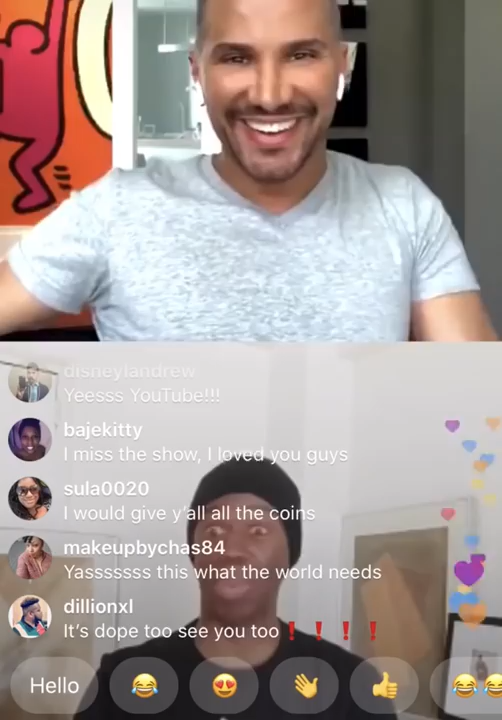 disneylandrew
Yeesss YouTube!!!
bajekitty
I miss the show, I loved you guys
sula0020
I would give y'all all the coins
makeupbychas84
Yasssssss this what the world needs
dillionxl
It's dope too see you too❗❗❗❗
Hello